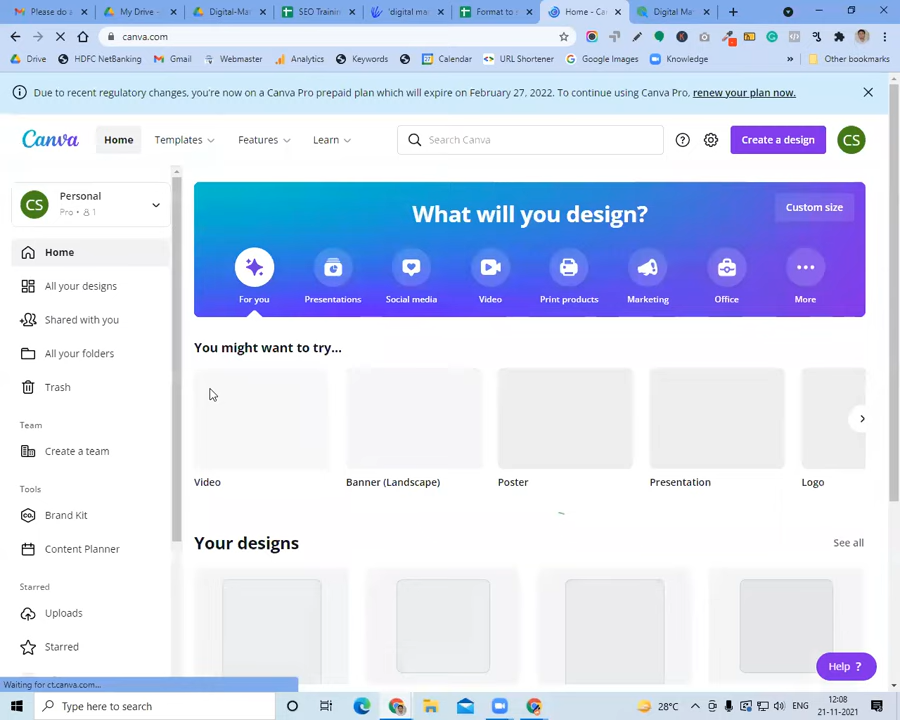 Please do a
My Drive -
Digital-Ma
SEO Trainin
'digital ma
Format to
Home - Ca
Digital Ma
canva.com
Drive
HDFC NetBanking
Gmail
Webmaster
Analytics
Keywords
Calendar
URL Shortener
Google Images
Knowledge
»
Other bookmarks
Due to recent regulatory changes, you're now on a Canva Pro prepaid plan which will expire on February 27, 2022. To continue using Canva Pro, renew your plan now.
Canva
Home
Templates
Features
Learn
Search Canva
Create a design
CS
CS
Personal
Pro • 1
What will you design?
Custom size
For you
Presentations
Social media
Video
Print products
Marketing
Office
More
Home
All your designs
Shared with you
All your folders
Trash
Team
Create a team
Tools
Brand Kit
Content Planner
Starred
Uploads
Starred
You might want to try...
Video
Banner (Landscape)
Poster
Presentation
Logo
Your designs
See all
Help ?
Waiting for ct.canva.com...
Type here to search
28°C
ENG
12:08
21-11-2021